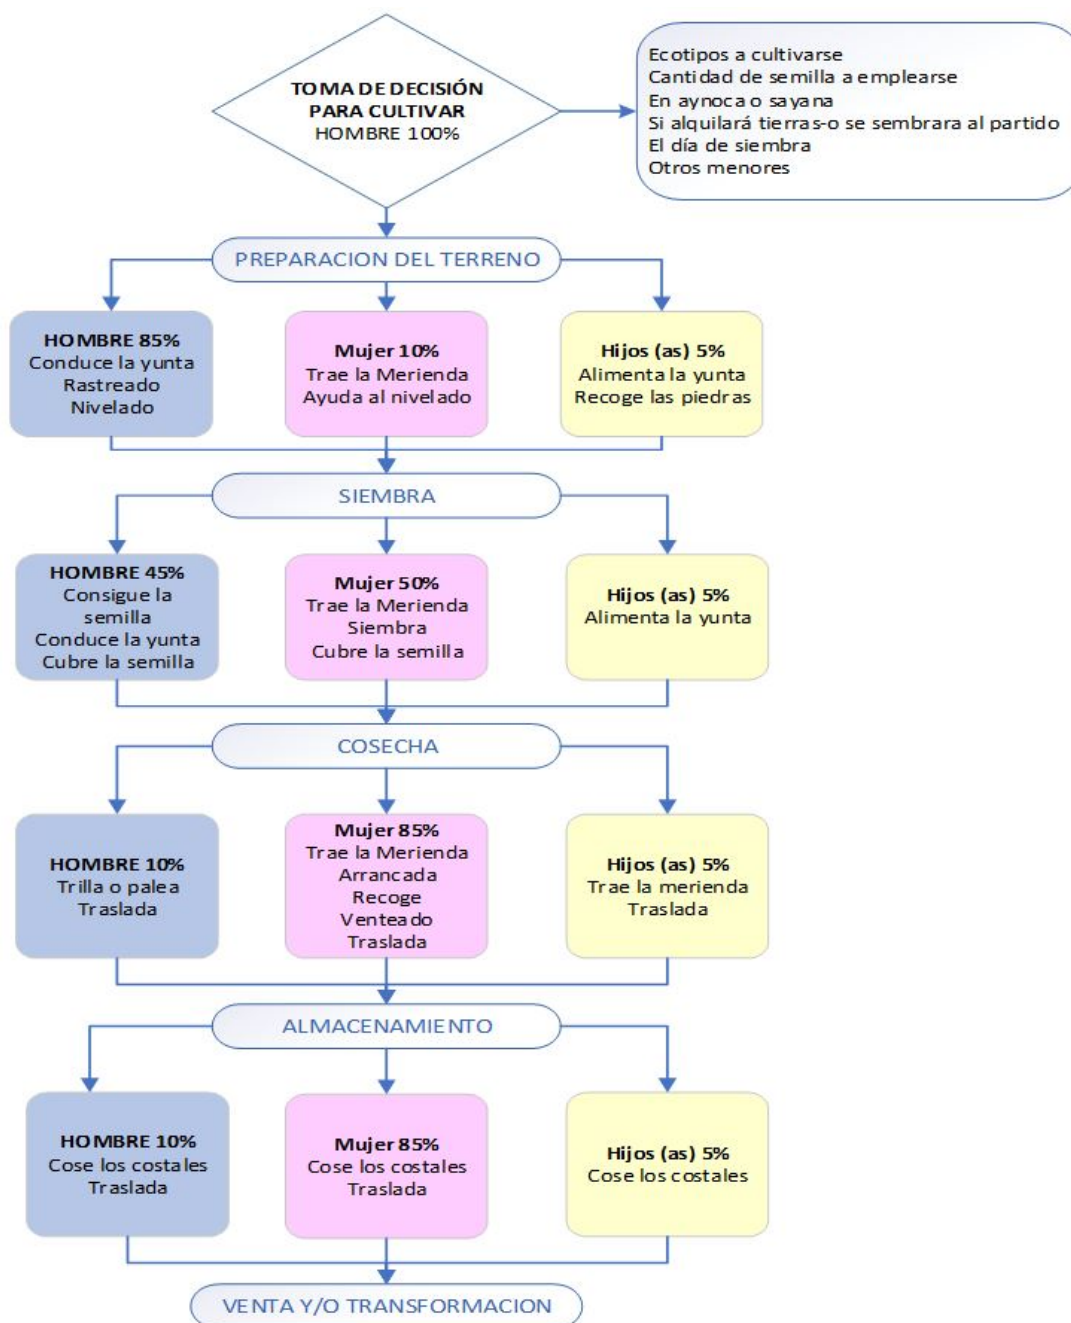 TOMA DE DECISIÓN
PARA CULTIVAR
HOMBRE 100%
Ecotipos a cultivarse
Cantidad de semilla a emplearse
En aynoca o sayana
Si alquilará tierras-o se sembrara al partido
El día de siembra
Otros menores
PREPARACION DEL TERRENO
HOMBRE 85%
Conduce la yunta
Rastreado
Nivelado
Mujer 10%
Trae la Merienda
Ayuda al nivelado
Hijos (as) 5%
Alimenta la yunta
Recoge las piedras
SIEMBRA
HOMBRE 45%
Consigue la
semilla
Conduce la yunta
Cubre la semilla
Mujer 50%
Trae la Merienda
Siembra
Cubre la semilla
Hijos (as) 5%
Alimenta la yunta
COSECHA
HOMBRE 10%
Trilla o palea
Traslada
Mujer 85%
Trae la Merienda
Arrancada
Recoge
Venteado
Traslada
Hijos (as) 5%
Trae la merienda
Traslada
ALMACENAMIENTO
HOMBRE 10%
Cose los costales
Traslada
Mujer 85%
Cose los costales
Traslada
Hijos (as) 5%
Cose los costales
VENTA Y/O TRANSFORMACION